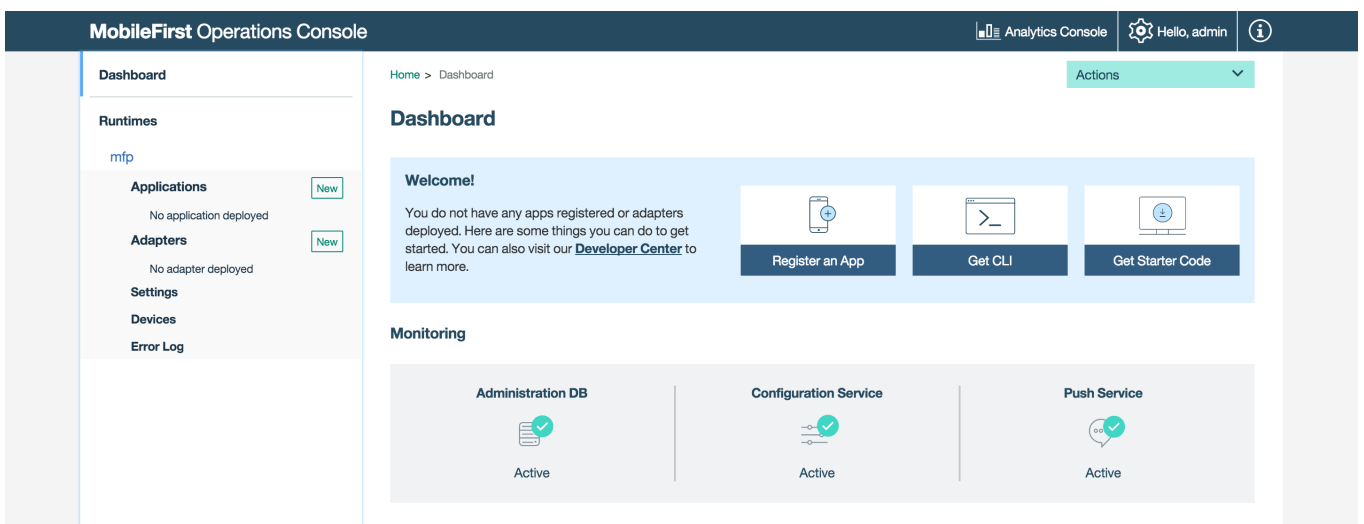 MobileFirst Operations Console
Analytics Console
Hello, admin
Dashboard
Runtimes
mfp
Applications
New
No application deployed
Adapters
New
No adapter deployed
Settings
Devices
Error Log
Home > Dashboard
Actions
Dashboard
Welcome!
You do not have any apps registered or adapters
deployed. Here are some things you can do to get
started. You can also visit our Developer Center to
learn more.
Register an App
Get CLI
Get Starter Code
Monitoring
Administration DB
Configuration Service
Push Service
Active
Active
Active